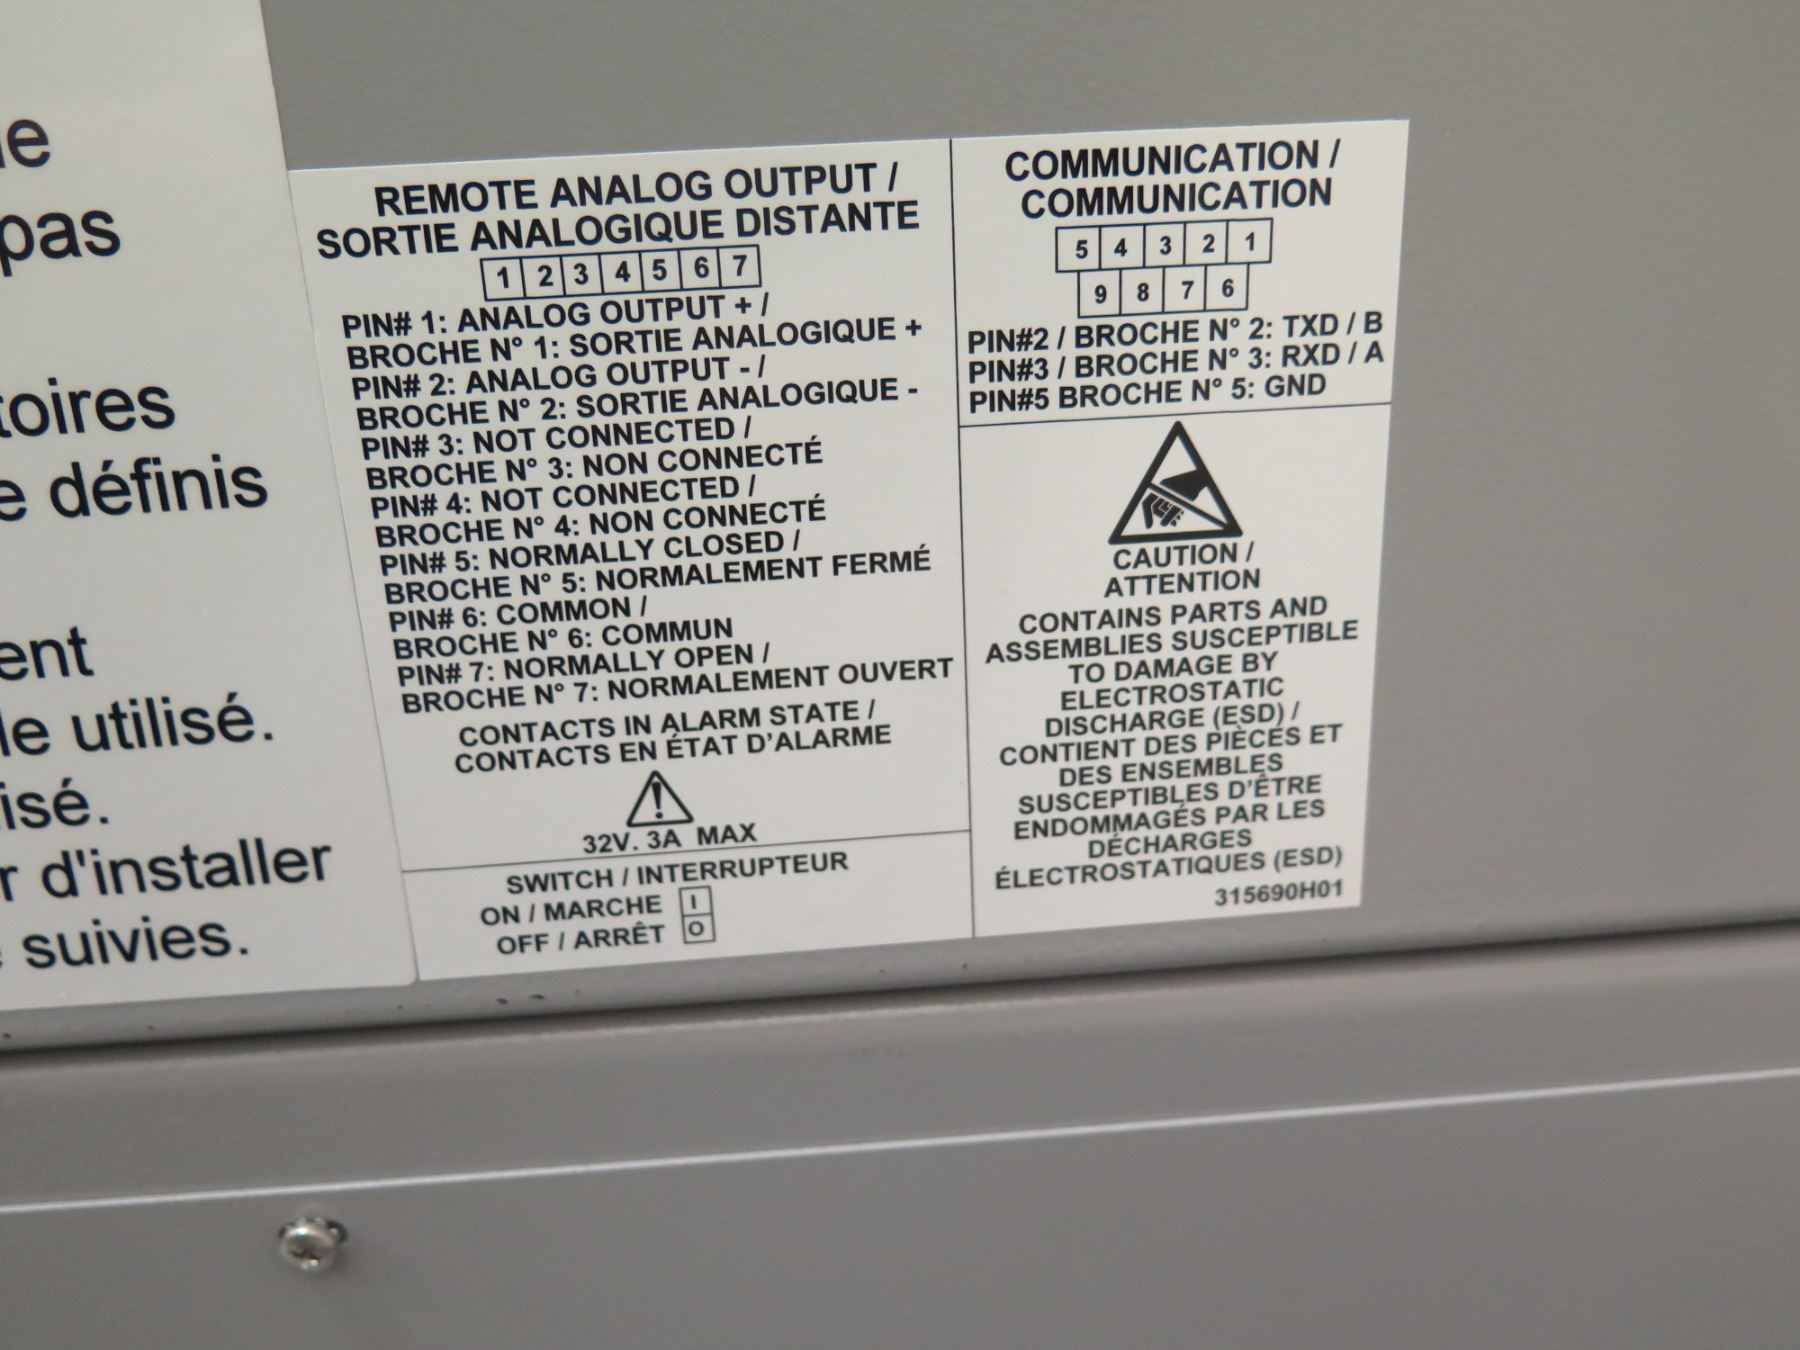 le
pas
toires
e définis
ent
le utilisé.
isé.
r d'installer
suivies.
REMOTE ANALOG OUTPUT /
SORTIE ANALOGIQUE DISTANTE
1 2 3 4 5 6 7
PIN# 1: ANALOG OUTPUT + /
BROCHE N° 1: SORTIE ANALOGIQUE +
PIN# 2: ANALOG OUTPUT - /
BROCHE N° 2: SORTIE ANALOGIQUE -
PIN# 3: NOT CONNECTED /
BROCHE N° 3: NON CONNECTÉ
PIN# 4: NOT CONNECTED /
BROCHE N° 4: NON CONNECTÉ
PIN# 5: NORMALLY CLOSED /
BROCHE N° 5: NORMALEMENT FERMÉ
PIN# 6: COMMON /
BROCHE N° 6: COMMUN
PIN# 7: NORMALLY OPEN /
BROCHE N° 7: NORMALEMENT OUVERT
CONTACTS IN ALARM STATE /
CONTACTS EN ÉTAT D'ALARME
!
32V. 3A MAX
SWITCH / INTERRUPTEUR
ON / MARCHE I
OFF / ARRÊT O
COMMUNICATION /
COMMUNICATION
5 4 3 2 1
9 8 7 6
PIN#2 / BROCHE N° 2: TXD / B
PIN#3 / BROCHE N° 3: RXD / A
PIN#5 BROCHE N° 5: GND
CAUTION /
ATTENTION
CONTAINS PARTS AND
ASSEMBLIES SUSCEPTIBLE
TO DAMAGE BY
ELECTROSTATIC
DISCHARGE (ESD) /
CONTIENT DES PIÈCES ET
DES ENSEMBLES
SUSCEPTIBLES D'ÊTRE
ENDOMMAGÉS PAR LES
DÉCHARGES
ÉLECTROSTATIQUES (ESD)
315690H01